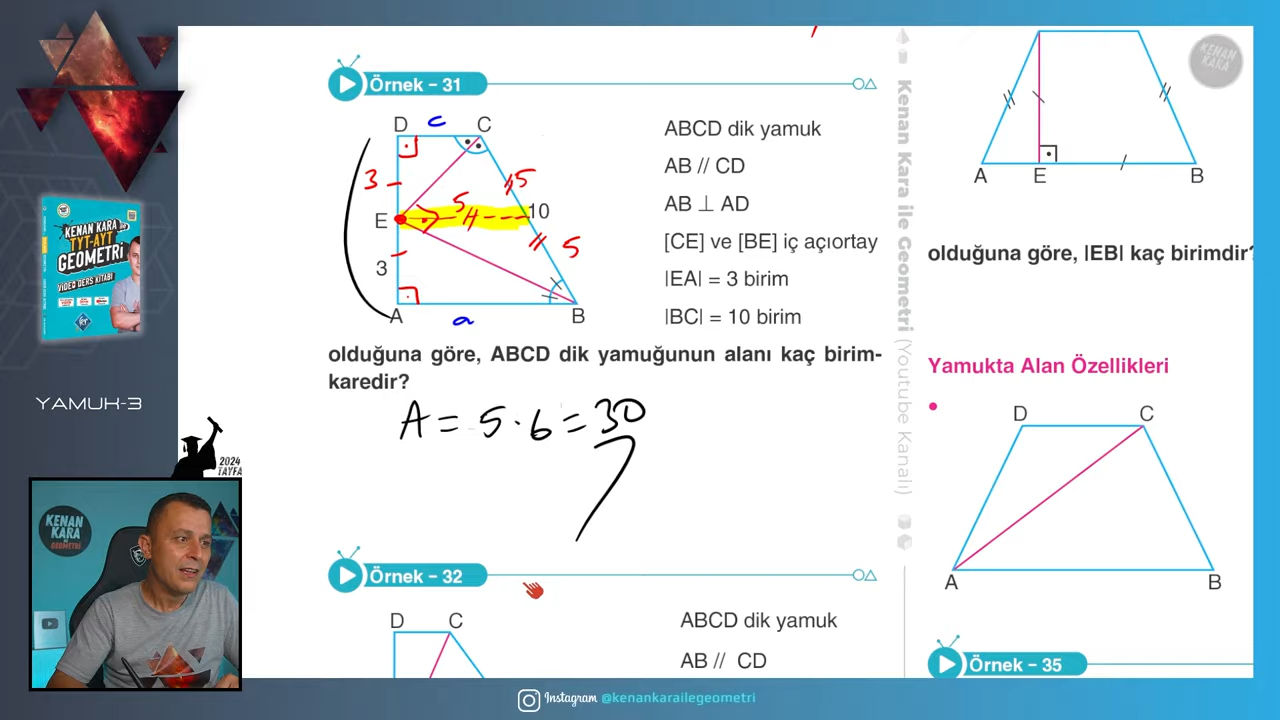 KENAN KARA
TYT-AYT
GEOMETRİ
VİDEO DERS KİTABI
YAMUK-3
2024
TAYFA
KENAN
KARA
GEOMETRİ
Örnek - 31
D
c
C
3
5
E
5
10
3
5
A
a
B
ABCD dik yamuk
AB // CD
AB ⊥ AD
[CE] ve [BE] iç açıortay
|EA| = 3 birim
|BC| = 10 birim
olduğuna göre, ABCD dik yamuğunun alanı kaç birim-
karedir?
A = 5 · 6 = 30
Örnek - 32
D
C
ABCD dik yamuk
AB // CD
Kenan Kara ile Geometri (Youtube Kanalı)
KENAN
KARA
A
E
B
olduğuna göre, |EB| kaç birimdir?
Yamukta Alan Özellikleri
•
D
C
A
B
Örnek - 35
Instagram @kenankarailegeometri